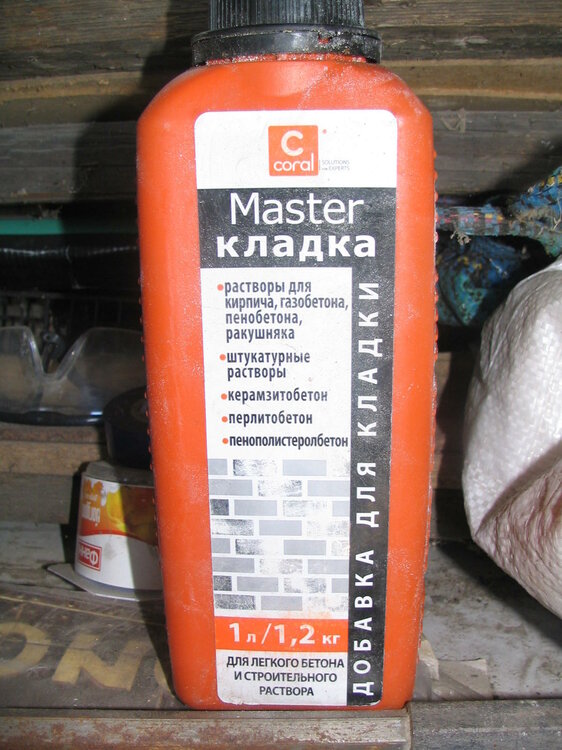 C
coral
SOLUTIONS
FOR EXPERTS
Master
кладка
•растворы для
кирпича, газобетона,
пенобетона,
ракушняка
•штукатурные
растворы
•керамзитобетон
•перлитобетон
•пенополистеролбетон
ДОБАВКА ДЛЯ КЛАДКИ
1 л/1,2 кг
ДЛЯ ЛЕГКОГО БЕТОНА
И СТРОИТЕЛЬНОГО
РАСТВОРА